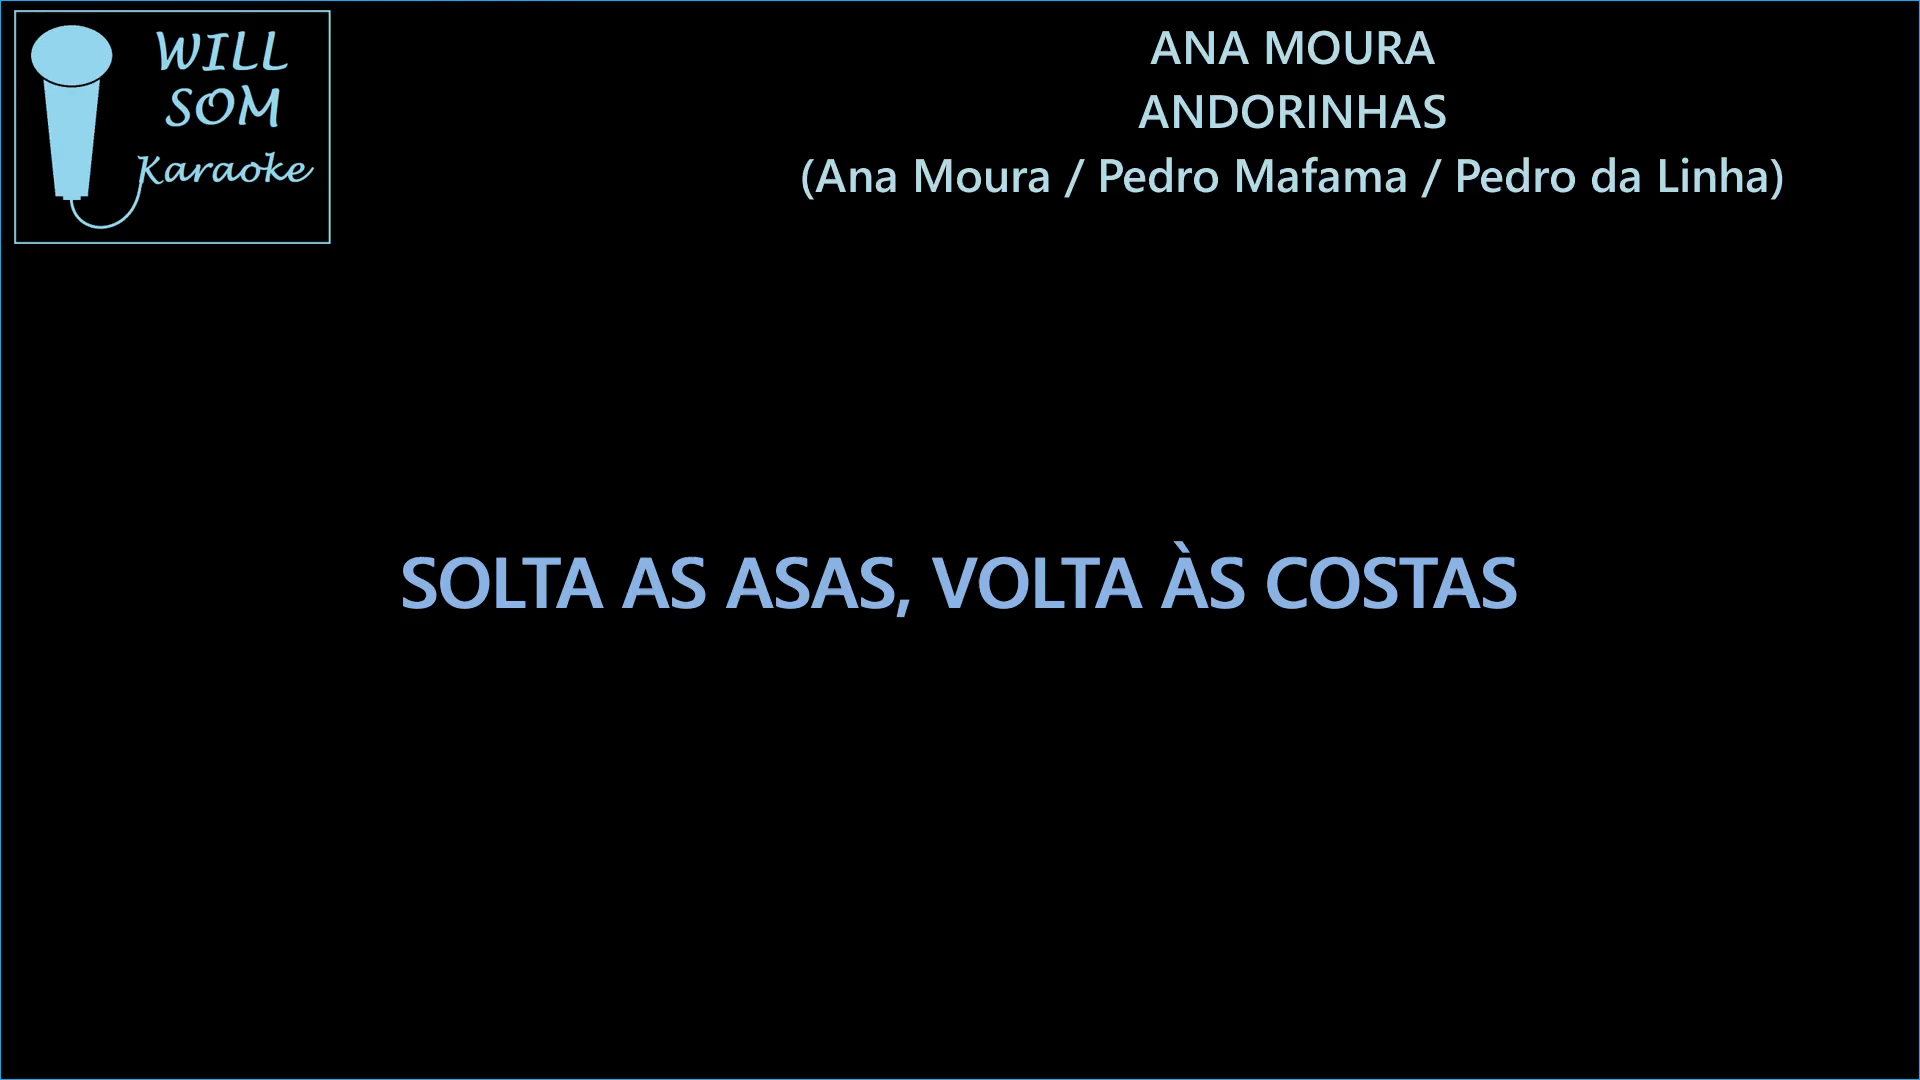 WILL
SOM
Karaoke
ANA MOURA
ANDORINHAS
(Ana Moura / Pedro Mafama / Pedro da Linha)
SOLTA AS ASAS, VOLTA ÀS COSTAS